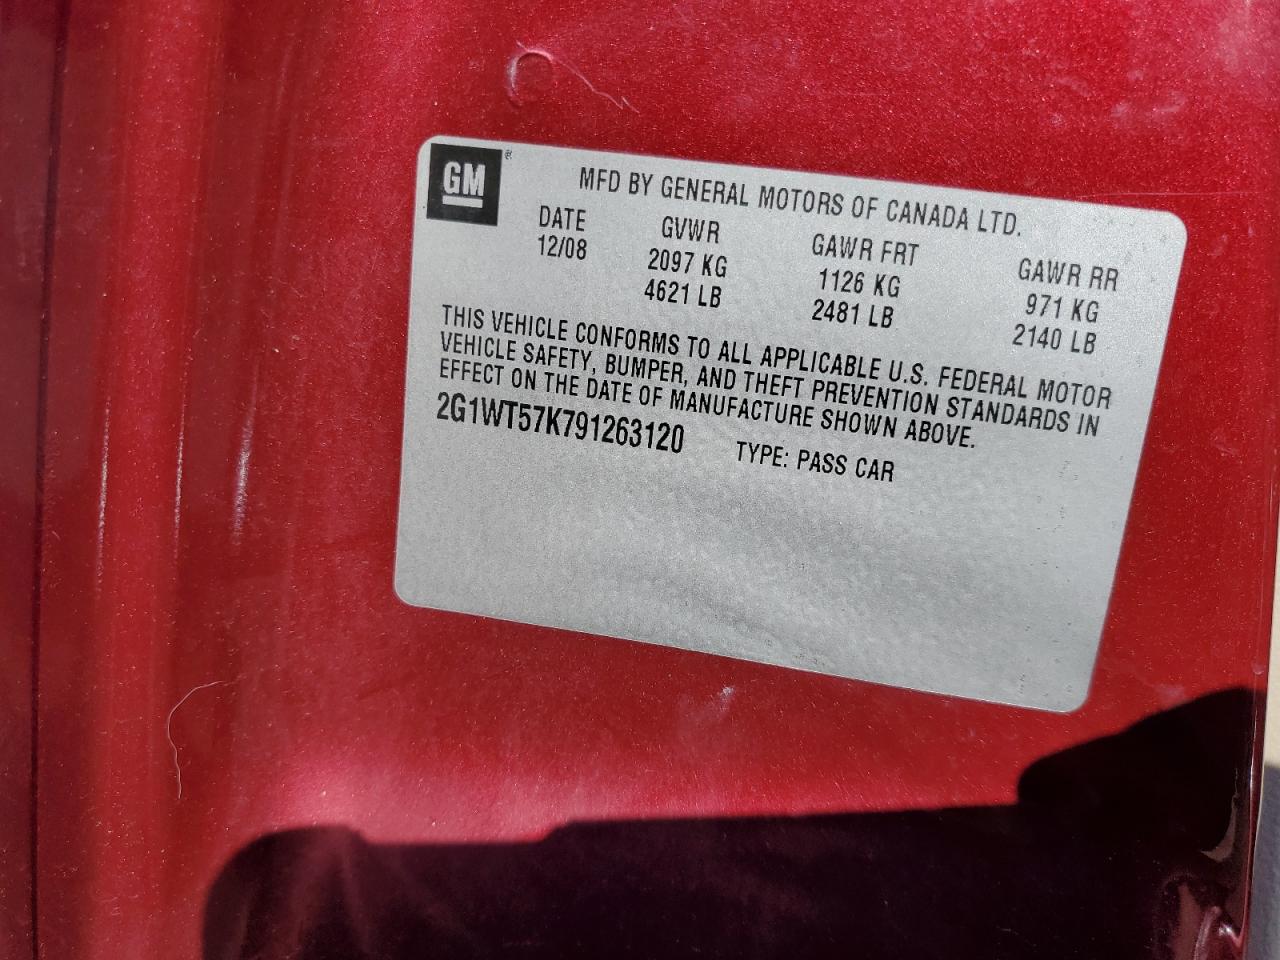 GM ®
MFD BY GENERAL MOTORS OF CANADA LTD.
DATE GVWR GAWR FRT GAWR RR
12/08 2097 KG 1126 KG 971 KG
4621 LB 2481 LB 2140 LB
THIS VEHICLE CONFORMS TO ALL APPLICABLE U.S. FEDERAL MOTOR
VEHICLE SAFETY, BUMPER, AND THEFT PREVENTION STANDARDS IN
EFFECT ON THE DATE OF MANUFACTURE SHOWN ABOVE.
2G1WT57K791263120 TYPE: PASS CAR